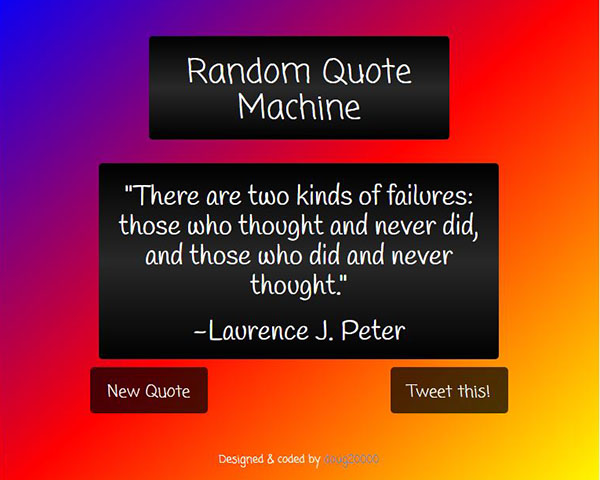 Random Quote
Machine
"There are two kinds of failures:
those who thought and never did,
and those who did and never
thought."
-Laurence J. Peter
New Quote
Tweet this!
Designed & coded by doug20000